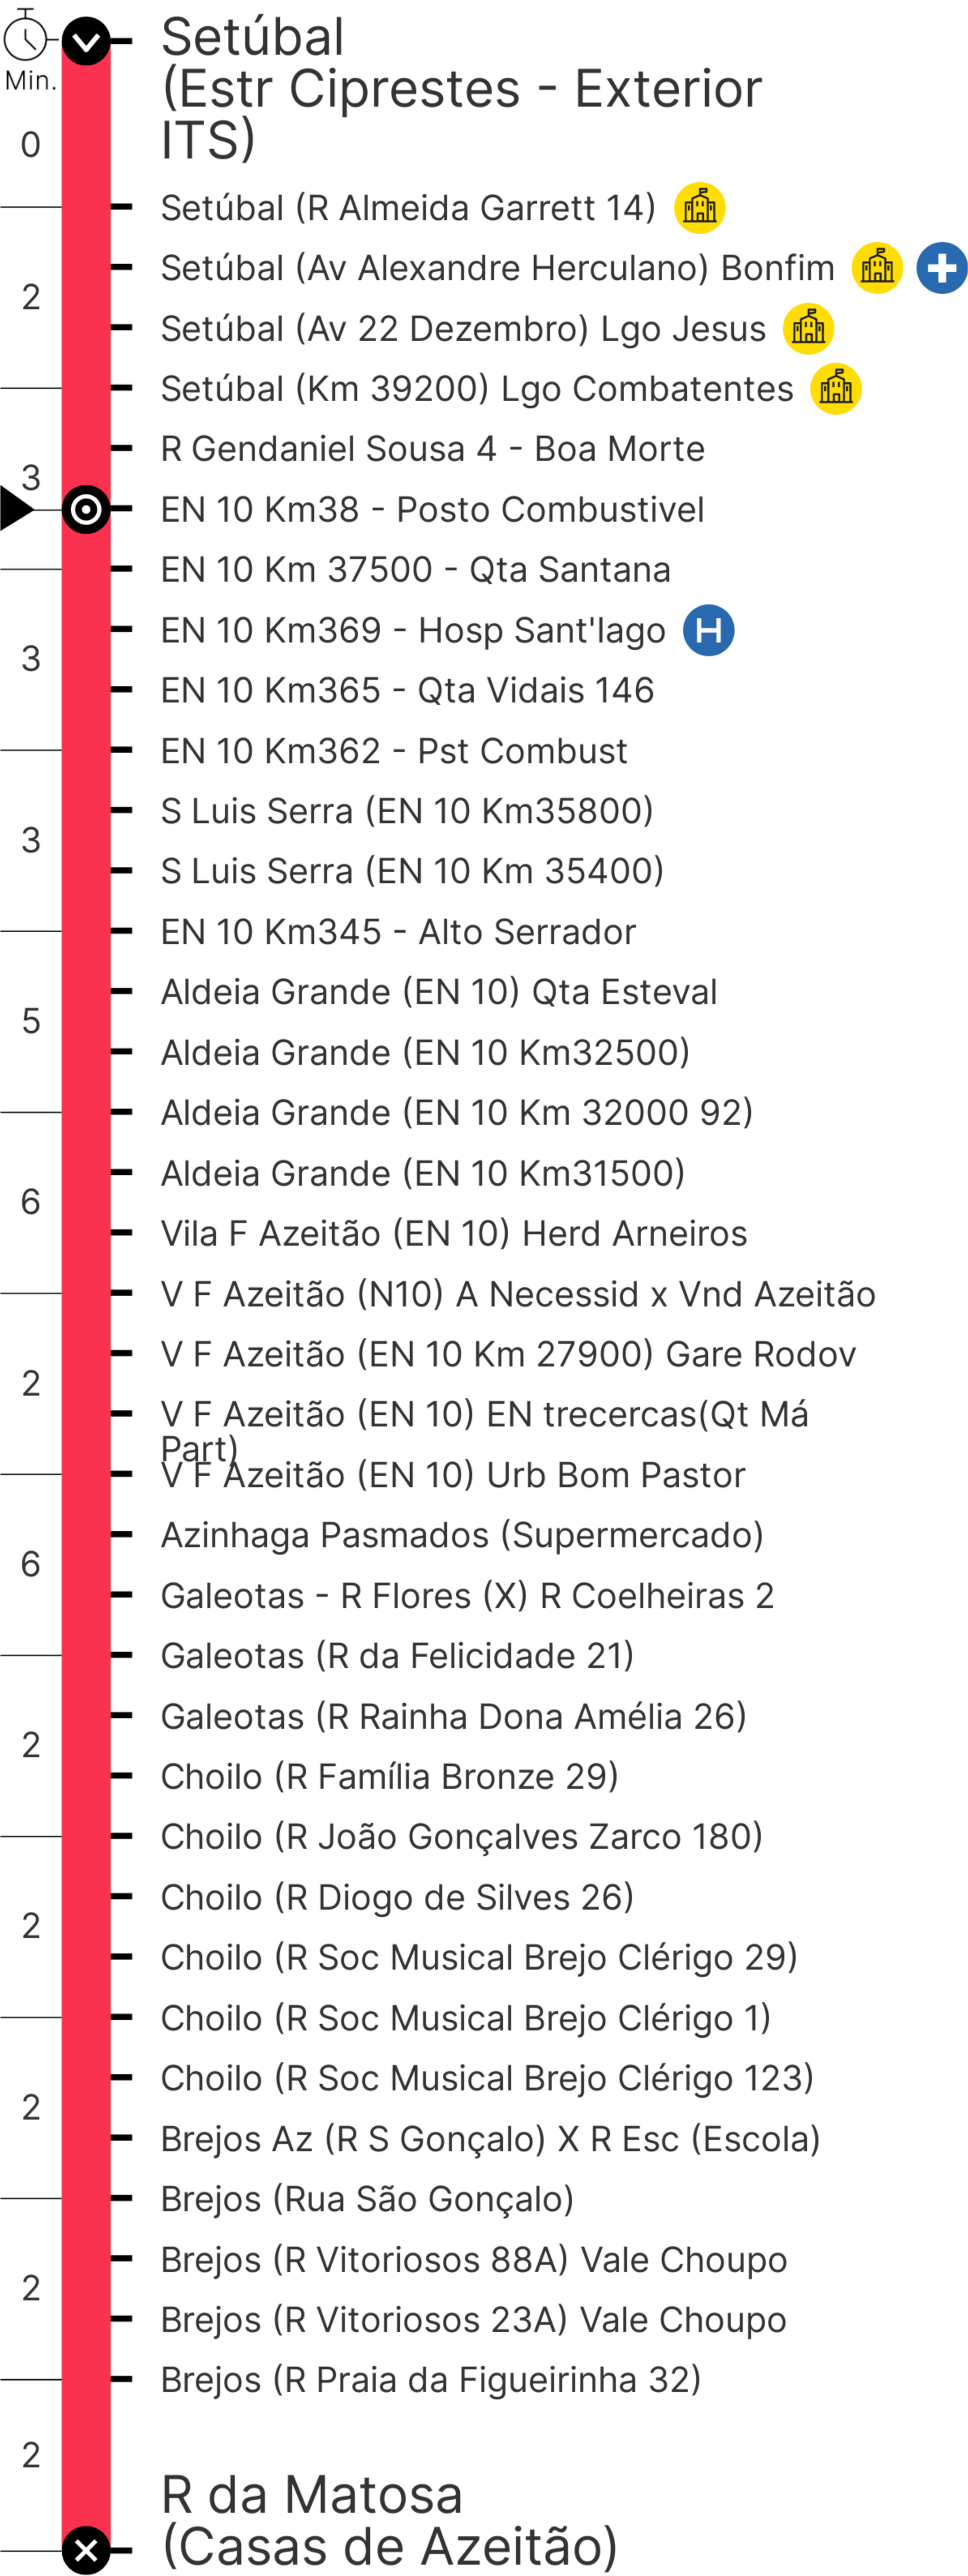 Min.
Setúbal
(Estr Ciprestes - Exterior
ITS)
0
Setúbal (R Almeida Garrett 14)
Setúbal (Av Alexandre Herculano) Bonfim
2
Setúbal (Av 22 Dezembro) Lgo Jesus
Setúbal (Km 39200) Lgo Combatentes
R Gendaniel Sousa 4 - Boa Morte
3
EN 10 Km38 - Posto Combustivel
EN 10 Km 37500 - Qta Santana
EN 10 Km369 - Hosp Sant'Iago H
3
EN 10 Km365 - Qta Vidais 146
EN 10 Km362 - Pst Combust
S Luis Serra (EN 10 Km35800)
3
S Luis Serra (EN 10 Km 35400)
EN 10 Km345 - Alto Serrador
Aldeia Grande (EN 10) Qta Esteval
5
Aldeia Grande (EN 10 Km32500)
Aldeia Grande (EN 10 Km 32000 92)
Aldeia Grande (EN 10 Km31500)
6
Vila F Azeitão (EN 10) Herd Arneiros
V F Azeitão (N10) A Necessid x Vnd Azeitão
V F Azeitão (EN 10 Km 27900) Gare Rodov
2
V F Azeitão (EN 10) EN trecercas(Qt Má
Part)
V F Azeitão (EN 10) Urb Bom Pastor
Azinhaga Pasmados (Supermercado)
6
Galeotas - R Flores (X) R Coelheiras 2
Galeotas (R da Felicidade 21)
Galeotas (R Rainha Dona Amélia 26)
2
Choilo (R Família Bronze 29)
Choilo (R João Gonçalves Zarco 180)
Choilo (R Diogo de Silves 26)
2
Choilo (R Soc Musical Brejo Clérigo 29)
Choilo (R Soc Musical Brejo Clérigo 1)
Choilo (R Soc Musical Brejo Clérigo 123)
2
Brejos Az (R S Gonçalo) X R Esc (Escola)
Brejos (Rua São Gonçalo)
Brejos (R Vitoriosos 88A) Vale Choupo
2
Brejos (R Vitoriosos 23A) Vale Choupo
Brejos (R Praia da Figueirinha 32)
2
R da Matosa
(Casas de Azeitão)